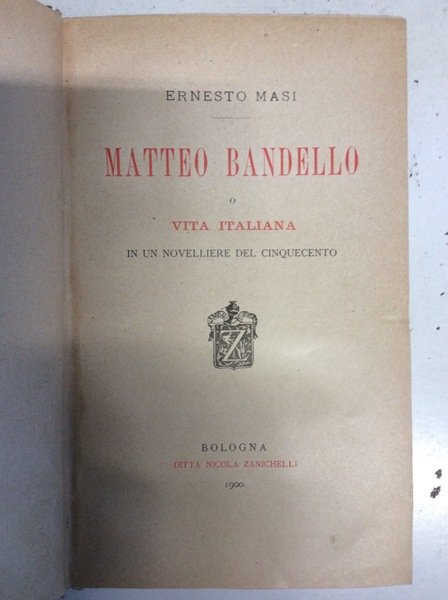 ERNESTO MASI
MATTEO BANDELLO
O
VITA ITALIANA
IN UN NOVELLIERE DEL CINQUECENTO
Z
BOLOGNA
DITTA NICOLA ZANICHELLI
1900.